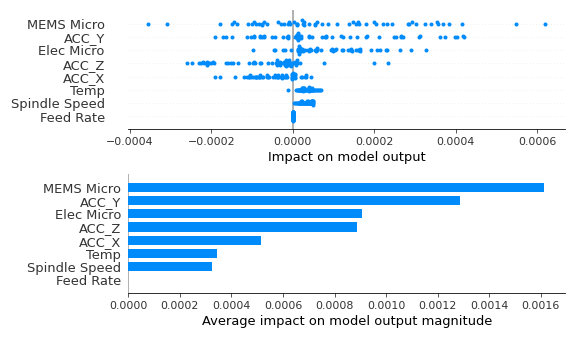 MEMS Micro
ACC_Y
Elec Micro
ACC_Z
ACC_X
Temp
Spindle Speed
Feed Rate
−0.0004 −0.0002 0.0000 0.0002 0.0004 0.0006
Impact on model output
MEMS Micro
ACC_Y
Elec Micro
ACC_Z
ACC_X
Temp
Spindle Speed
Feed Rate
0.0000 0.0002 0.0004 0.0006 0.0008 0.0010 0.0012 0.0014 0.0016
Average impact on model output magnitude